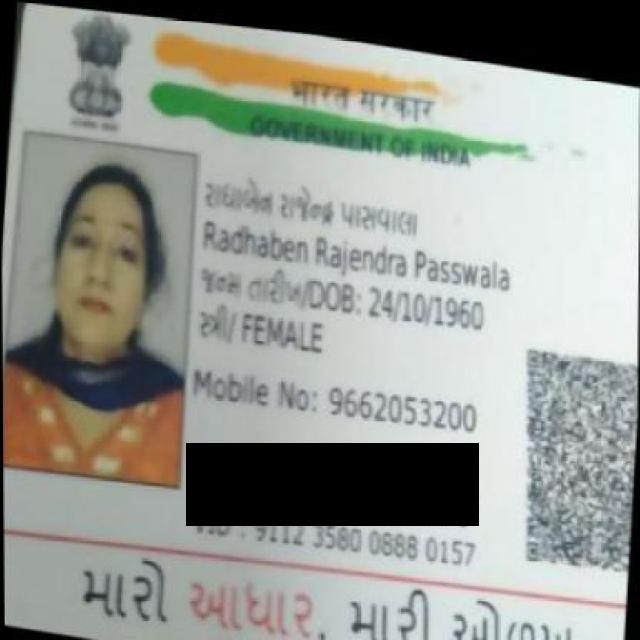 भारत सरकार
GOVERNMENT OF INDIA
રાધાબેન રાજેન્દ્ર પાસવાલા
Radhaben Rajendra Passwala
જન્મ તારીખ/DOB: 24/10/1960
સ્ત્રી/ FEMALE
Mobile No: 9662053200
VID : 9112 3580 0888 0157
મારો આધાર, મારી ઓળખ